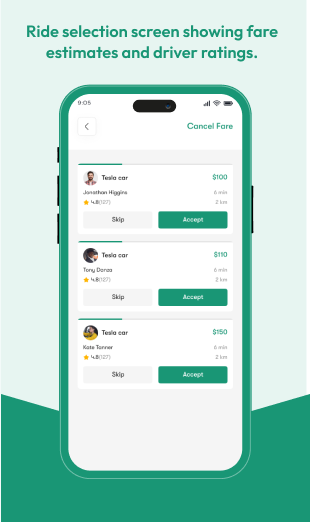 Ride selection screen showing fare
estimates and driver ratings.
9:05
Cancel Fare
Tesla car $100
Jonathan Higgins 6 min
4.8(127) 2 km
Skip Accept
Tesla car $110
Tony Danza 6 min
4.8(127) 2 km
Skip Accept
Tesla car $150
Kate Tanner 6 min
4.8(127) 2 km
Skip Accept